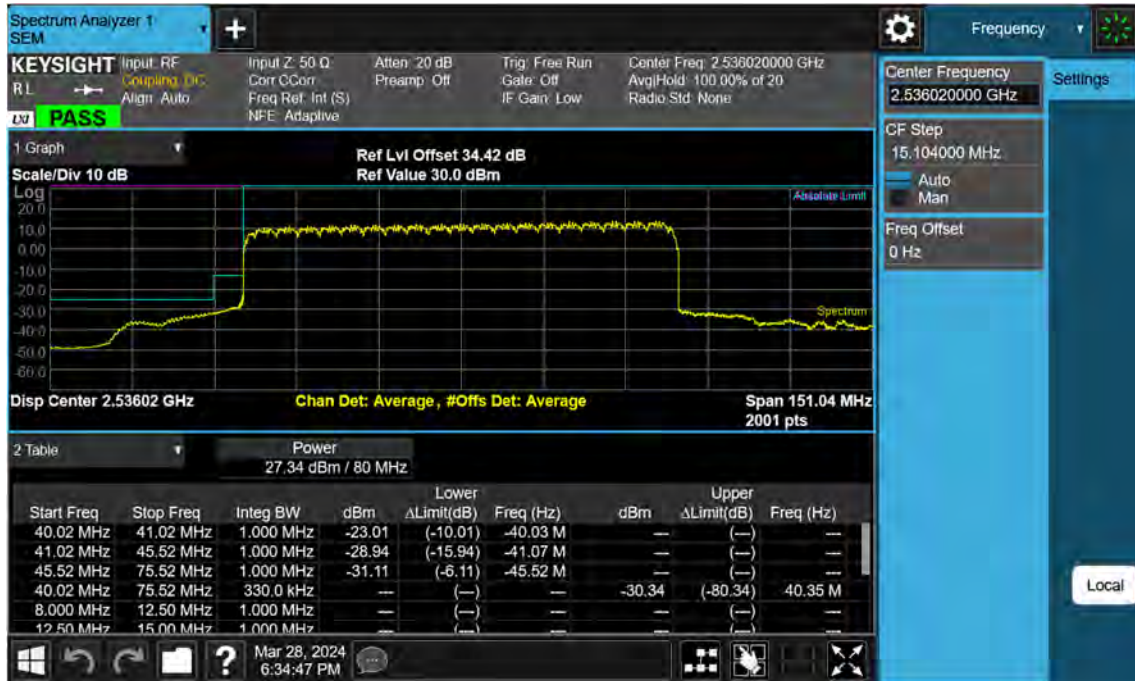 Spectrum Analyzer 1
SEM
+
Frequency
KEYSIGHT
RL
LXI PASS
Input: RF
Coupling: DC
Align: Auto
Input Z: 50 Ω
Corr CCorr
Freq Ref: Int (S)
NFE: Adaptive
Atten: 20 dB
Preamp: Off
Trig: Free Run
Gate: Off
IF Gain: Low
Center Freq: 2.536020000 GHz
Avg|Hold: 100.00% of 20
Radio Std: None
Center Frequency
2.536020000 GHz
Settings
CF Step
15.104000 MHz
Auto
Man
Freq Offset
0 Hz
Local
1 Graph
Scale/Div 10 dB
Ref Lvl Offset 34.42 dB
Ref Value 30.0 dBm
Log
20.0
10.0
0.00
-10.0
-20.0
-30.0
-40.0
-50.0
-60.0
Absolute Limit
Spectrum
Disp Center 2.53602 GHz
Chan Det: Average, #Offs Det: Average
Span 151.04 MHz
2001 pts
2 Table
Power
27.34 dBm / 80 MHz
Lower Upper
Start Freq Stop Freq Integ BW dBm ΔLimit(dB) Freq (Hz) dBm ΔLimit(dB) Freq (Hz)
40.02 MHz 41.02 MHz 1.000 MHz -23.01 (-10.01) -40.03 M --- (---) ---
41.02 MHz 45.52 MHz 1.000 MHz -28.94 (-15.94) -41.07 M --- (---) ---
45.52 MHz 75.52 MHz 1.000 MHz -31.11 (-6.11) -45.52 M --- (---) ---
40.02 MHz 75.52 MHz 330.0 kHz --- (---) --- -30.34 (-80.34) 40.35 M
8.000 MHz 12.50 MHz 1.000 MHz --- (---) --- --- (---) ---
12.50 MHz 15.00 MHz 1.000 MHz --- (---) --- --- (---) ---
?
Mar 28, 2024
6:34:47 PM